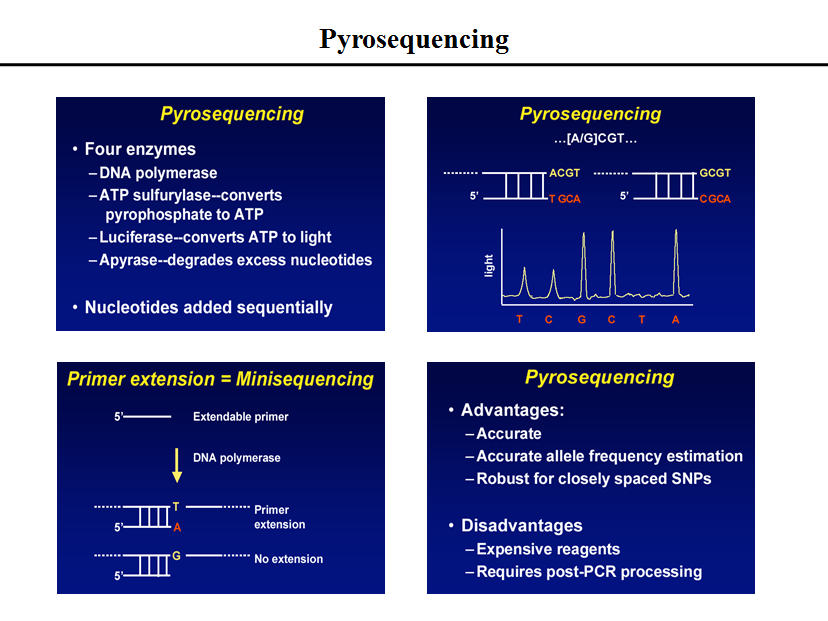 Pyrosequencing
Pyrosequencing
• Four enzymes
–DNA polymerase
–ATP sulfurylase--converts
pyrophosphate to ATP
–Luciferase--converts ATP to light
–Apyrase--degrades excess nucleotides
• Nucleotides added sequentially
Pyrosequencing
…[A/G]CGT…
ACGT
GCGT
5’
T GCA
5’
C GCA
light
T C G C T A
Primer extension = Minisequencing
5’
Extendable primer
DNA polymerase
T
Primer
5’
A
extension
G
No extension
5’
Pyrosequencing
• Advantages:
–Accurate
–Accurate allele frequency estimation
–Robust for closely spaced SNPs
• Disadvantages
–Expensive reagents
–Requires post-PCR processing